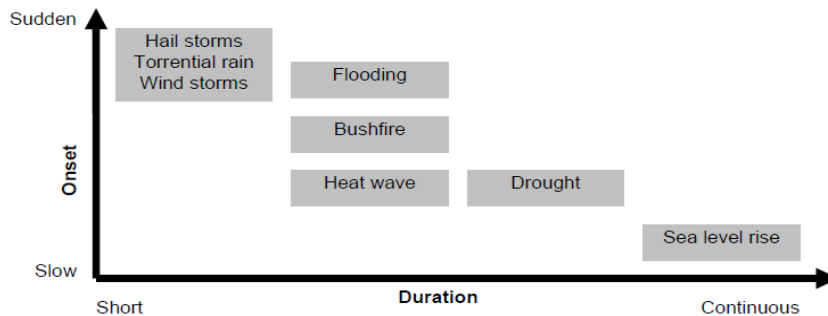 Sudden
Hail storms
Torrential rain
Wind storms
Flooding
Bushfire
Heat wave
Drought
Sea level rise
Onset
Slow
Short
Duration
Continuous